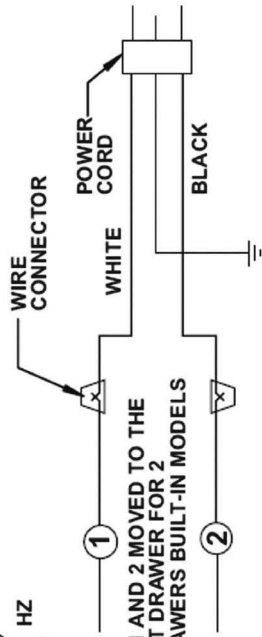 HZ
WIRE
CONNECTOR
POWER
CORD
WHITE
BLACK
1
AND 2 MOVED TO THE
DRAWER FOR 2
BUILT-IN MODELS
2